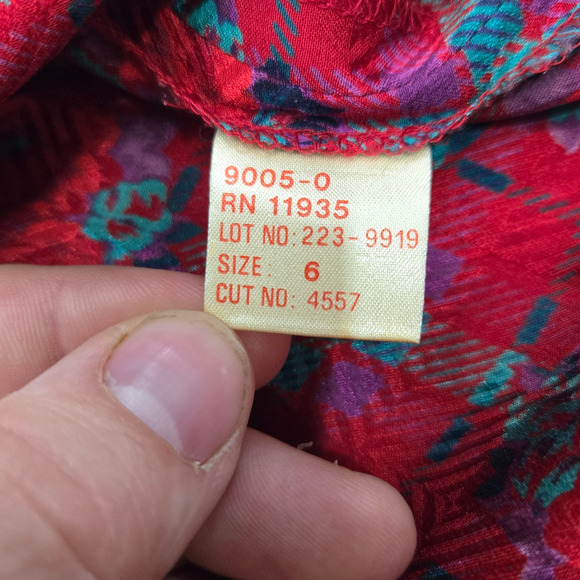 9005-0
RN 11935
LOT NO: 223-9919
SIZE: 6
CUT NO: 4557